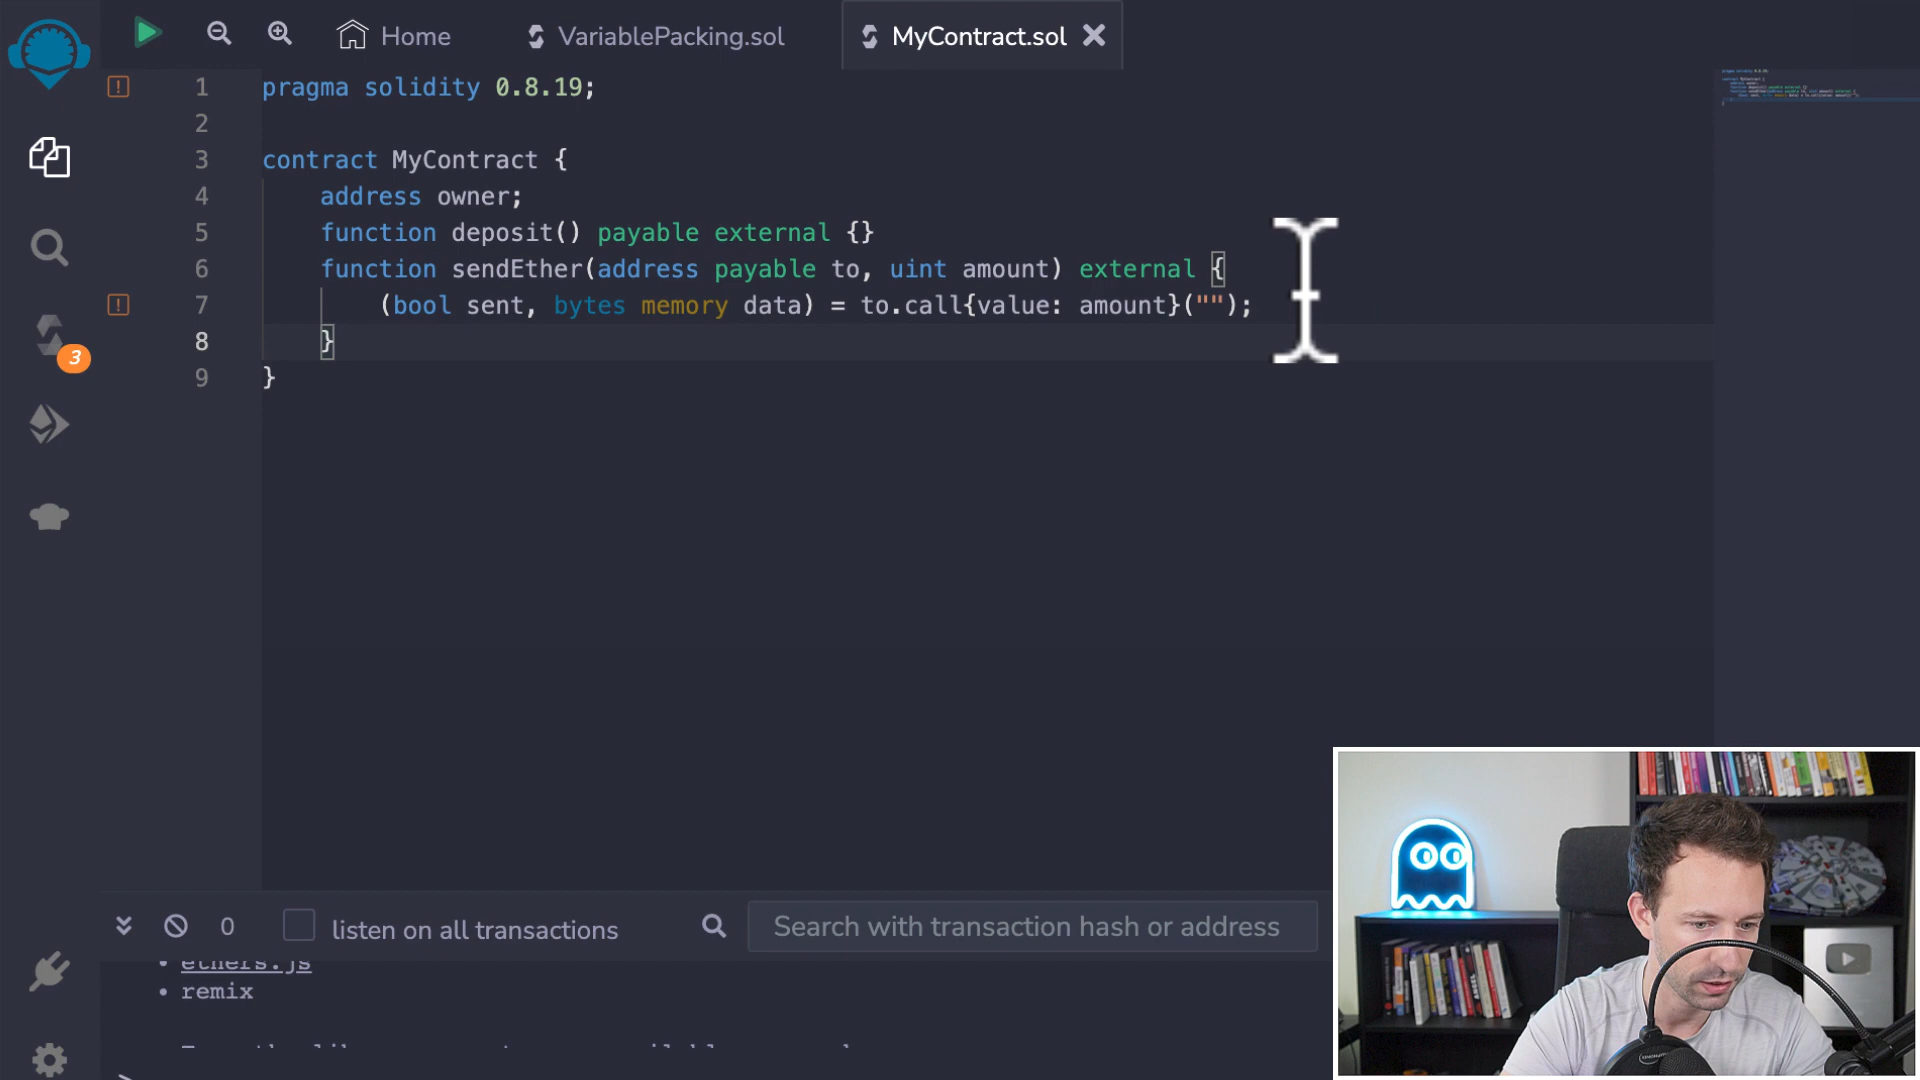 Home
VariablePacking.sol
MyContract.sol
1 pragma solidity 0.8.19;
2
3 contract MyContract {
4 address owner;
5 function deposit() payable external {}
6 function sendEther(address payable to, uint amount) external {
7 (bool sent, bytes memory data) = to.call{value: amount}("");
8 }
9 }
3
0 listen on all transactions
Search with transaction hash or address
• ethers.js
• remix
>